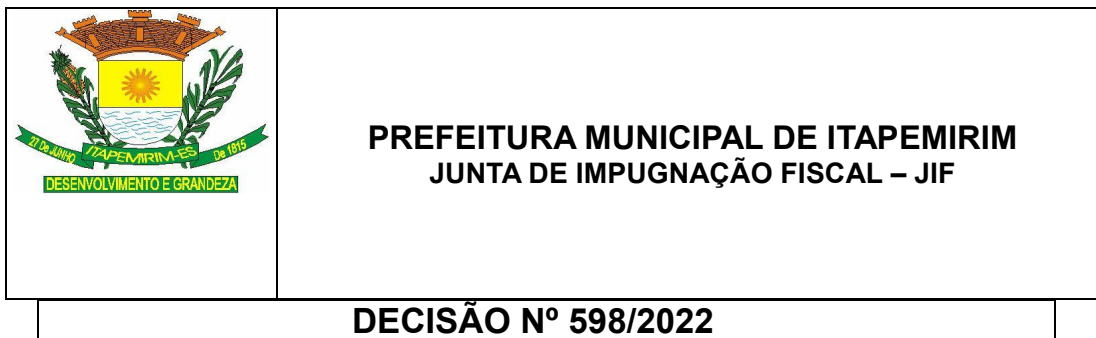 PREFEITURA MUNICIPAL DE ITAPEMIRIM
JUNTA DE IMPUGNAÇÃO FISCAL – JIF
27 De JUNHO ITAPEMIRIM-ES De 1815
DESENVOLVIMENTO E GRANDEZA
DECISÃO Nº 598/2022